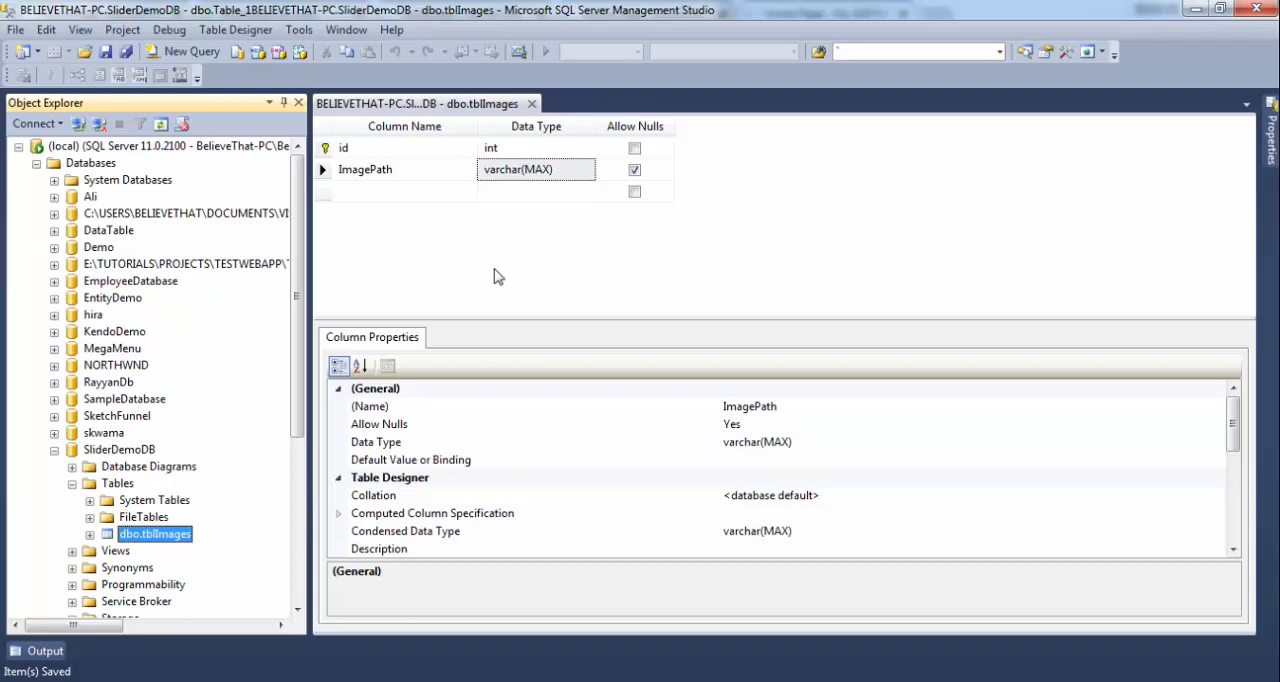 BELIEVETHAT-PC.SliderDemoDB - dbo.Table_1BELIEVETHAT-PC.SliderDemoDB - dbo.tblImages - Microsoft SQL Server Management Studio
File Edit View Project Debug Table Designer Tools Window Help
New Query
Object Explorer
Connect
(local) (SQL Server 11.0.2100 - BelieveThat-PC\Be
Databases
System Databases
Ali
C:\USERS\BELIEVETHAT\DOCUMENTS\VI
DataTable
Demo
E:\TUTORIALS\PROJECTS\TESTWEBAPP\
EmployeeDatabase
EntityDemo
hira
KendoDemo
MegaMenu
NORTHWND
RayyanDb
SampleDatabase
SketchFunnel
skwama
SliderDemoDB
Database Diagrams
Tables
System Tables
FileTables
dbo.tblImages
Views
Synonyms
Programmability
Service Broker
BELIEVETHAT-PC.Sl...DB - dbo.tblImages
Column Name Data Type Allow Nulls
id int
ImagePath varchar(MAX)
Column Properties
(General)
(Name) ImagePath
Allow Nulls Yes
Data Type varchar(MAX)
Default Value or Binding
Table Designer
Collation <database default>
Computed Column Specification
Condensed Data Type varchar(MAX)
Description
(General)
Properties
Output
Item(s) Saved